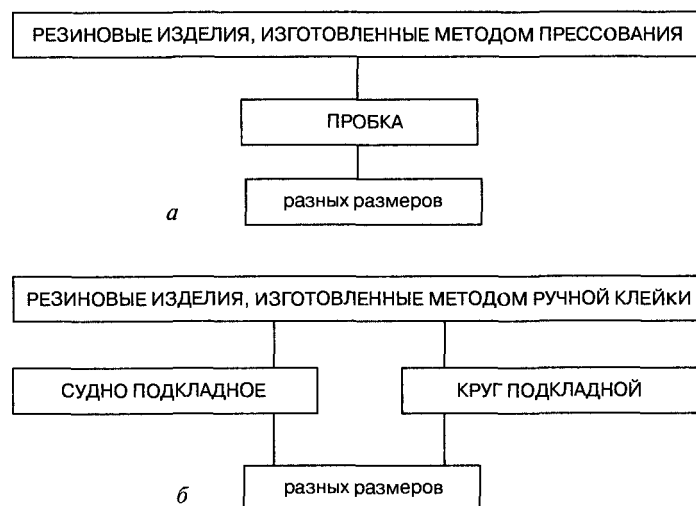 РЕЗИНОВЫЕ ИЗДЕЛИЯ, ИЗГОТОВЛЕННЫЕ МЕТОДОМ ПРЕССОВАНИЯ
ПРОБКА
разных размеров
а
РЕЗИНОВЫЕ ИЗДЕЛИЯ, ИЗГОТОВЛЕННЫЕ МЕТОДОМ РУЧНОЙ КЛЕЙКИ
СУДНО ПОДКЛАДНОЕ
КРУГ ПОДКЛАДНОЙ
разных размеров
б